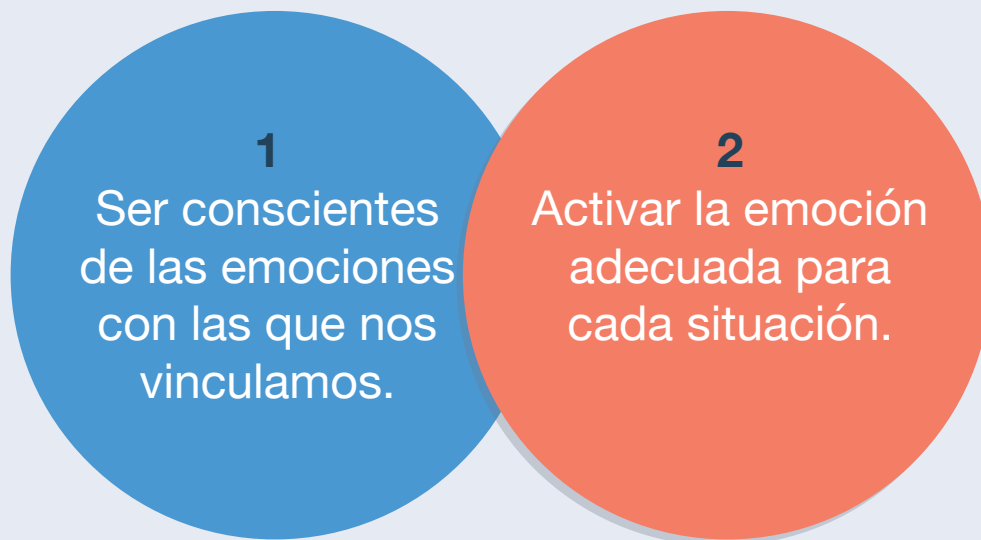 1
Ser conscientes
de las emociones
con las que nos
vinculamos.
2
Activar la emoción
adecuada para
cada situación.